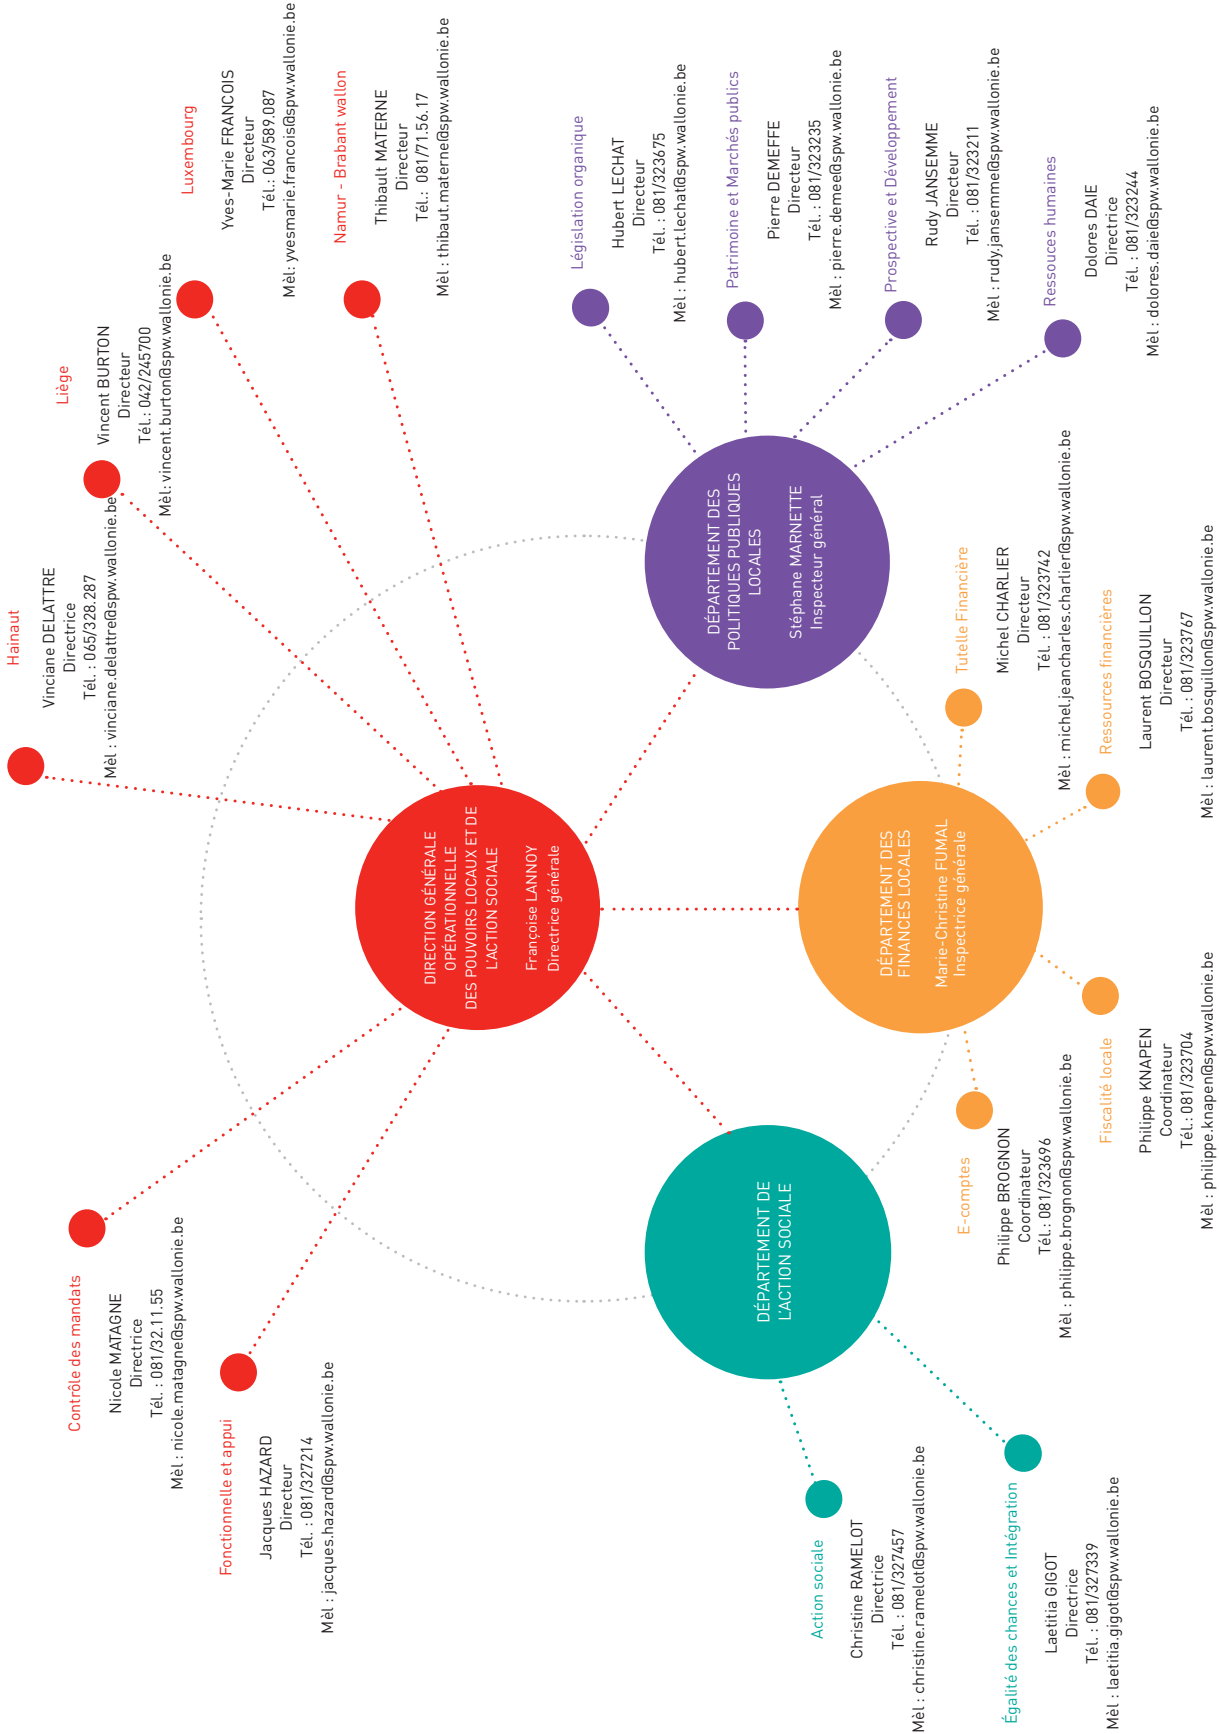 Contrôle des mandats
Nicole MATAGNE
Directrice
Tél. : 081/32.11.55
Mèl. : nicole.matagne@spw.wallonie.be
Fonctionnelle et appui
Jacques HAZARD
Directeur
Tél. : 081/327214
Mèl : jacques.hazard@spw.wallonie.be
Hainaut
Vinciane DELATTRE
Directrice
Tél. : 065/328.287
Mèl : vinciane.delattre@spw.wallonie.be
Liège
Vincent BURTON
Directeur
Tél. : 042/245700
Mèl: vincent.burton@spw.wallonie.be
Luxembourg
Yves-Marie FRANCOIS
Directeur
Tél.: 063/589.087
Mèl: yvesmarie.francois@spw.wallonie.be
Namur - Brabant wallon
Thibault MATERNE
Directeur
Tél.: 081/71.56.17
Mèl : thibaut.materne@spw.wallonie.be
DIRECTION GÉNÉRALE
OPÉRATIONNELLE
DES POUVOIRS LOCAUX ET DE
L'ACTION SOCIALE
Françoise LANNOY
Directrice générale
DÉPARTEMENT DE
L'ACTION SOCIALE
Action sociale
Christine RAMELOT
Directrice
Tél. : 081/327457
Mèl : christine.ramelot@spw.wallonie.be
Égalité des chances et Intégration
Laetitia GIGOT
Directrice
Tél. : 081/327339
Mèl : laetitia.gigot@spw.wallonie.be
DÉPARTEMENT DES
FINANCES LOCALES
Marie-Christine FUMAL
Inspectrice générale
E-comptes
Philippe BROGNON
Coordinateur
Tél.: 081/323696
Mèl : philippe.brognon@spw.wallonie.be
Fiscalité locale
Philippe KNAPEN
Coordinateur
Tél.: 081/323704
Mèl : philippe.knapen@spw.wallonie.be
Tutelle Financière
Michel CHARLIER
Directeur
Tél. : 081/323742
Mèl : michel.jeancharles.charlier@spw.wallonie.be
Ressources financières
Laurent BOSQUILLON
Directeur
Tél. : 081/323767
Mèl : laurent.bosquillon@spw.wallonie.be
DÉPARTEMENT DES
POLITIQUES PUBLIQUES
LOCALES
Stéphane MARNETTE
Inspecteur général
Législation organique
Hubert LECHAT
Directeur
Tél. : 081/323675
Mèl : hubert.lechat@spw.wallonie.be
Patrimoine et Marchés publics
Pierre DEMEFFE
Directeur
Tél. : 081/323235
Mèl : pierre.demee@spw.wallonie.be
Prospective et Développement
Rudy JANSEMME
Directeur
Tél. : 081/323211
Mèl : rudy.jansemme@spw.wallonie.be
Ressouces humaines
Dolores DAIE
Directrice
Tél. : 081/323244
Mèl : dolores.daie@spw.wallonie.be